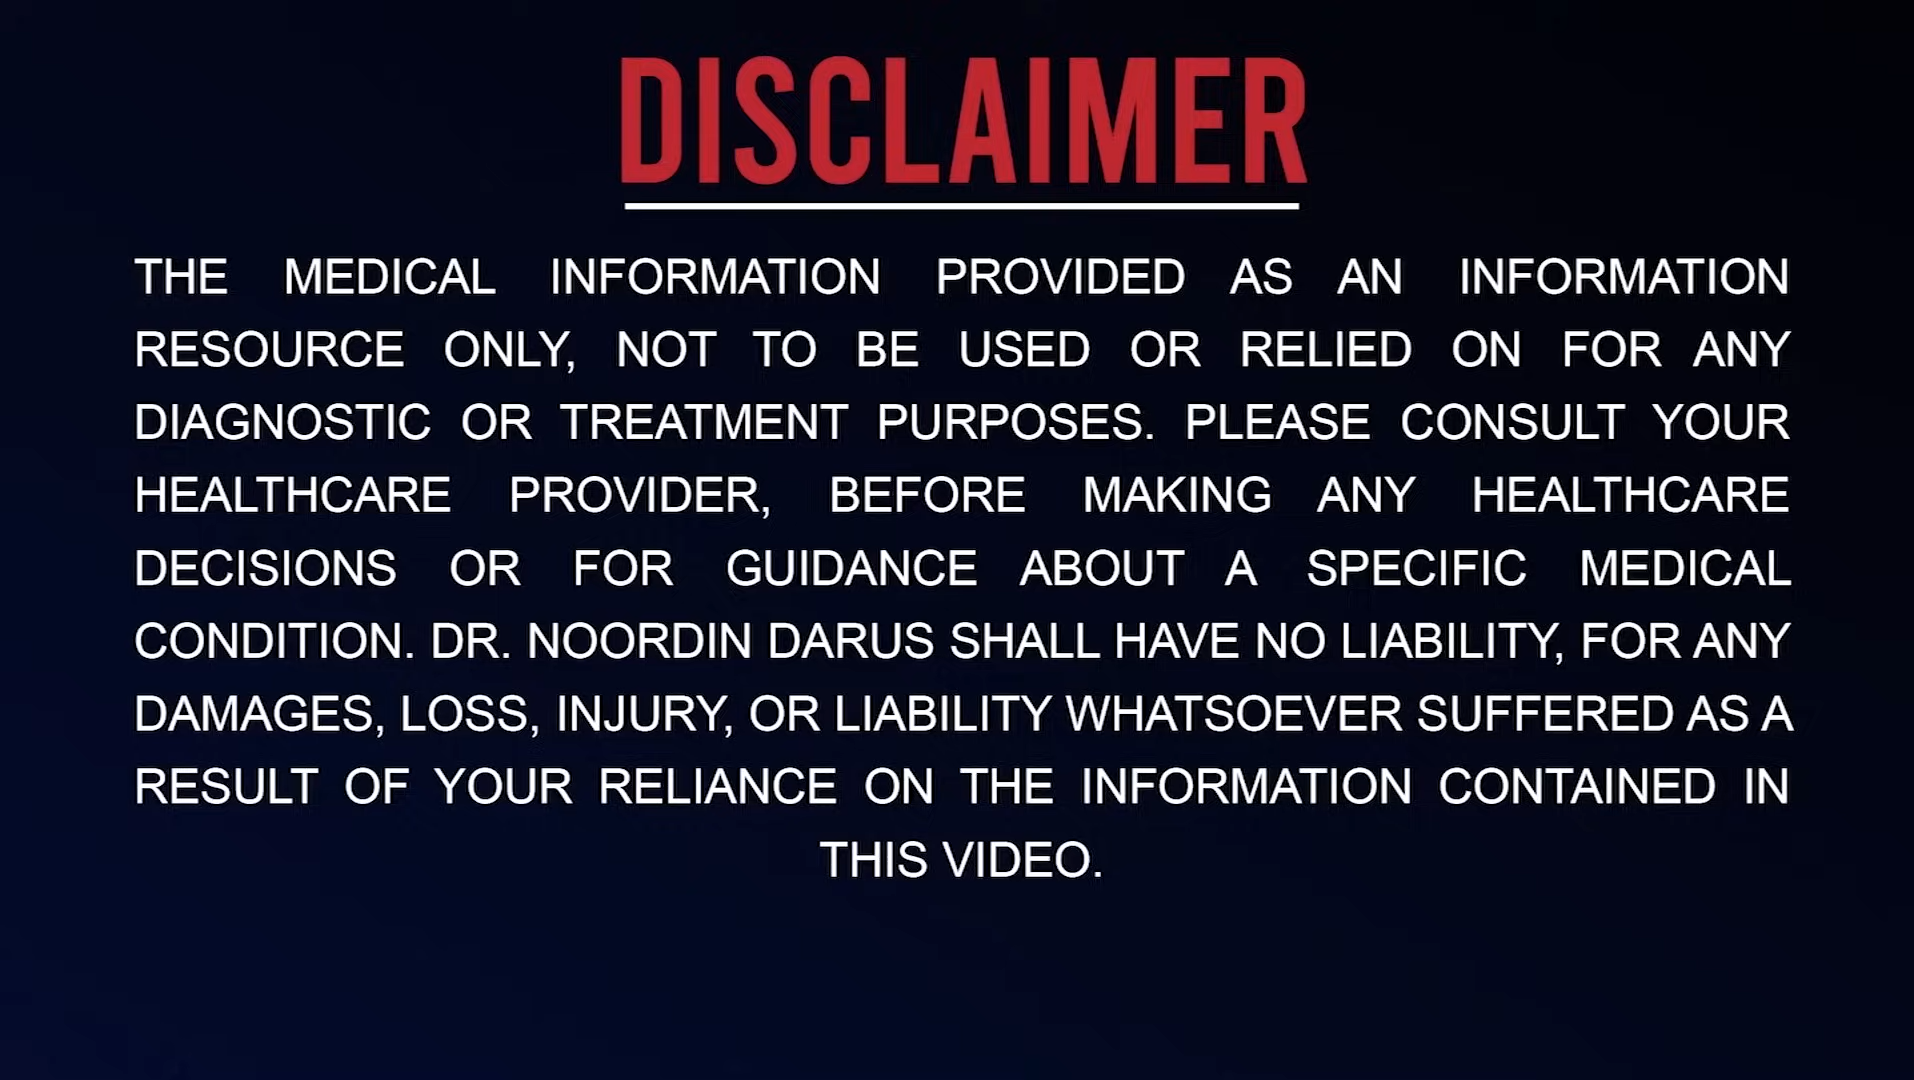 DISCLAIMER
THE MEDICAL INFORMATION PROVIDED AS AN INFORMATION
RESOURCE ONLY, NOT TO BE USED OR RELIED ON FOR ANY
DIAGNOSTIC OR TREATMENT PURPOSES. PLEASE CONSULT YOUR
HEALTHCARE PROVIDER, BEFORE MAKING ANY HEALTHCARE
DECISIONS OR FOR GUIDANCE ABOUT A SPECIFIC MEDICAL
CONDITION. DR. NOORDIN DARUS SHALL HAVE NO LIABILITY, FOR ANY
DAMAGES, LOSS, INJURY, OR LIABILITY WHATSOEVER SUFFERED AS A
RESULT OF YOUR RELIANCE ON THE INFORMATION CONTAINED IN
THIS VIDEO.